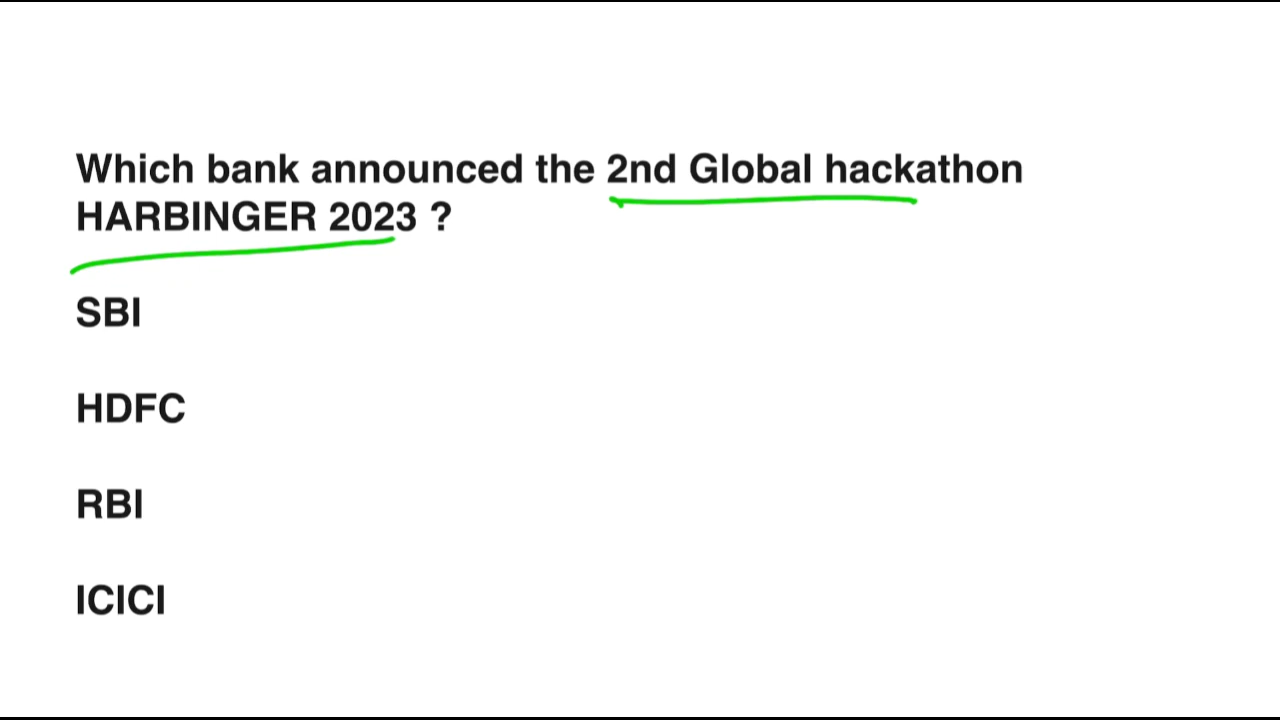 Which bank announced the 2nd Global hackathon
HARBINGER 2023 ?
SBI
HDFC
RBI
ICICI